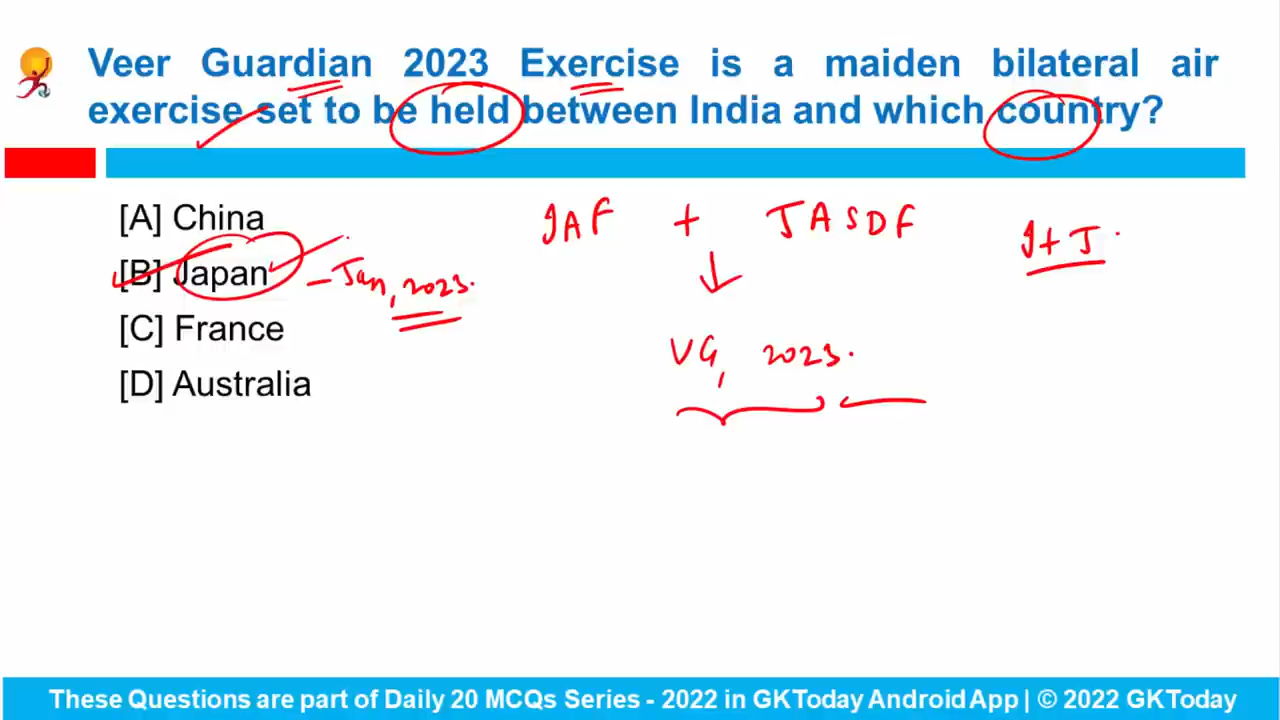 Veer Guardian 2023 Exercise is a maiden bilateral air
exercise set to be held between India and which country?
[A] China
IAF + JASDF
I+J
[B] Japan
– Jan, 2023.
[C] France
VG, 2023.
[D] Australia
These Questions are part of Daily 20 MCQs Series - 2022 in GKToday Android App | © 2022 GKToday